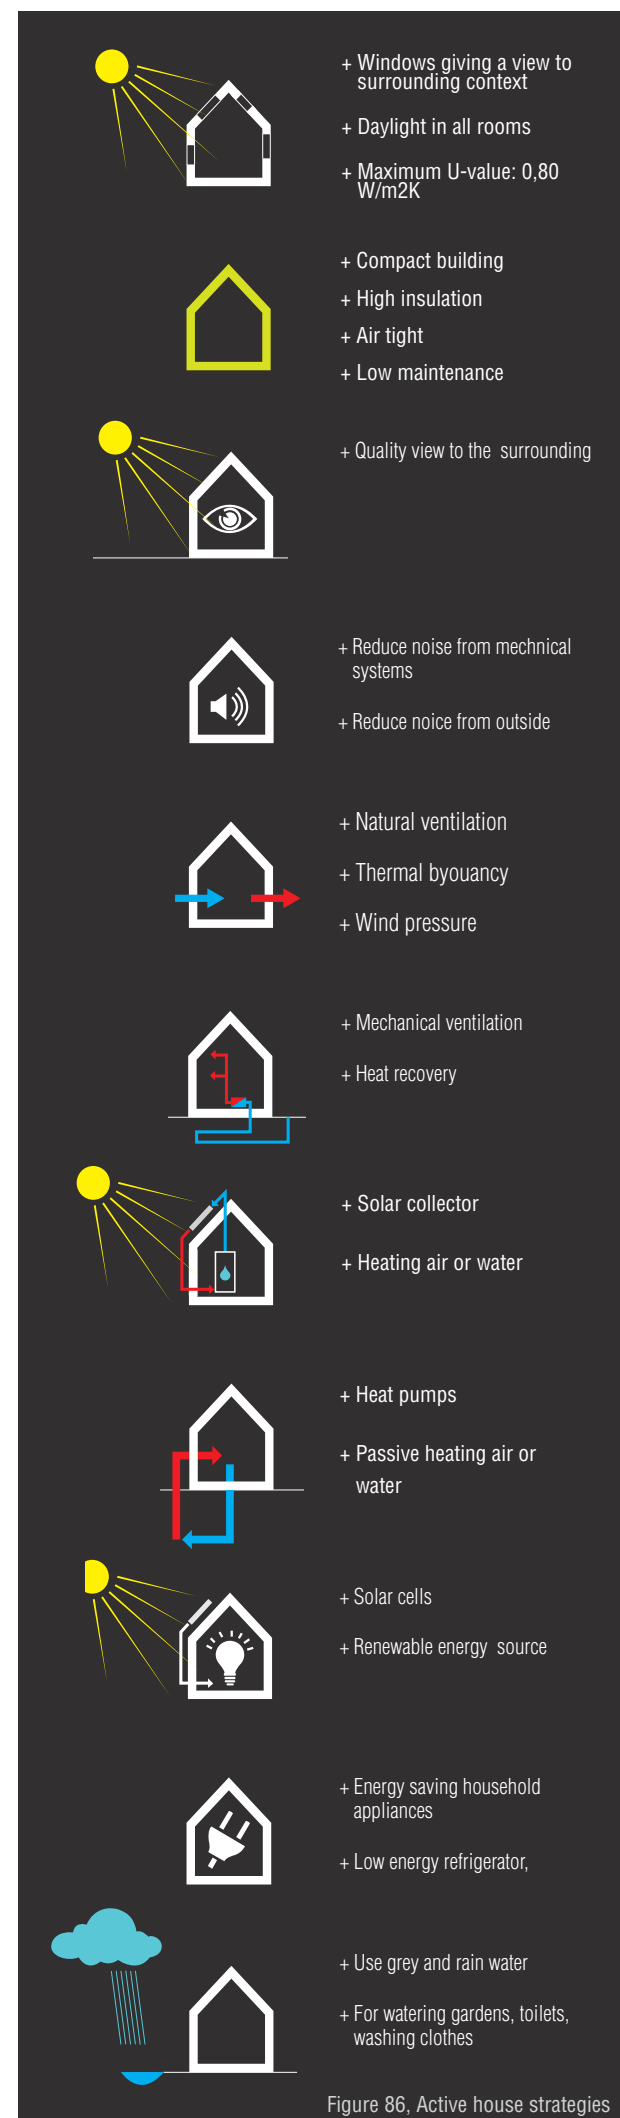 + Windows giving a view to
surrounding context
+ Daylight in all rooms
+ Maximum U-value: 0,80
W/m2K
+ Compact building
+ High insulation
+ Air tight
+ Low maintenance
+ Quality view to the surrounding
+ Reduce noise from mechnical
systems
+ Reduce noice from outside
+ Natural ventilation
+ Thermal byouancy
+ Wind pressure
+ Mechanical ventilation
+ Heat recovery
+ Solar collector
+ Heating air or water
+ Heat pumps
+ Passive heating air or
water
+ Solar cells
+ Renewable energy source
+ Energy saving household
appliances
+ Low energy refrigerator,
+ Use grey and rain water
+ For watering gardens, toilets,
washing clothes
Figure 86, Active house strategies